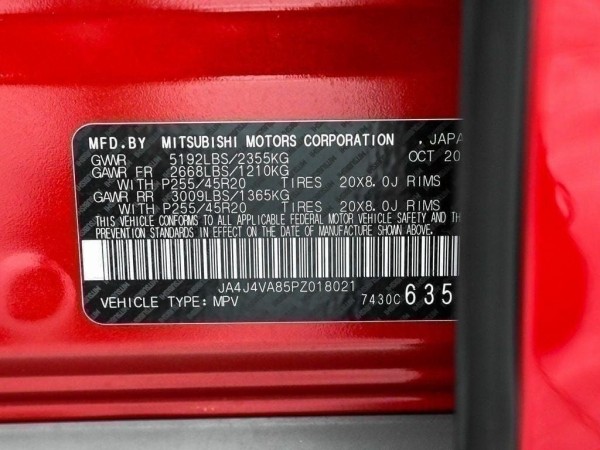 MFD.BY MITSUBISHI MOTORS CORPORATION . JAPA
GVWR 5192LBS/2355KG OCT 20
GAWR FR 2668LBS/1210KG
WITH P255/45R20 TIRES 20X8.0J RIMS
GAWR RR 3009LBS/1365KG
WITH P255/45R20 TIRES 20X8.0J RIMS
THIS VEHICLE CONFORMS TO ALL APPLICABLE FEDERAL MOTOR VEHICLE SAFETY AND TH
PREVENTION STANDARDS IN EFFECT ON THE DATE OF MANUFACTURE SHOWN ABOVE.
JA4J4VA85PZ018021
VEHICLE TYPE:MPV 7430C 635